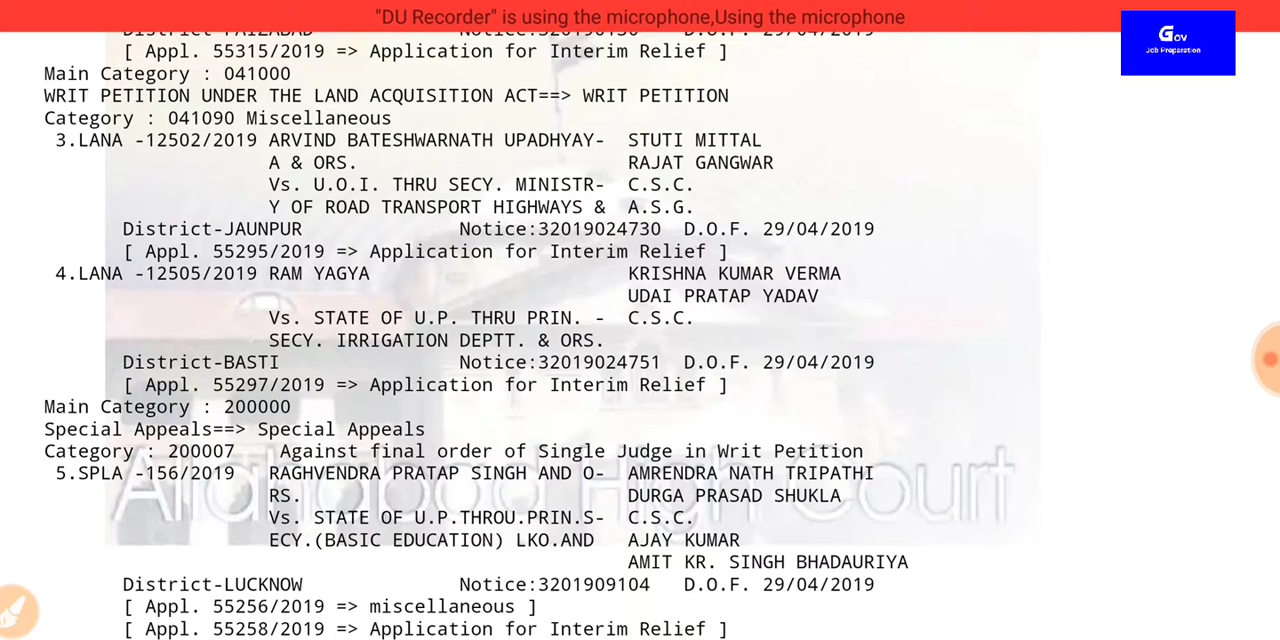 "DU Recorder" is using the microphone,Using the microphone
Gov
Job Preparation
[ Appl. 55315/2019 => Application for Interim Relief ]
Main Category : 041000
WRIT PETITION UNDER THE LAND ACQUISITION ACT==> WRIT PETITION
Category : 041090 Miscellaneous
3.LANA -12502/2019 ARVIND BATESHWARNATH UPADHYAY- STUTI MITTAL
A & ORS. RAJAT GANGWAR
Vs. U.O.I. THRU SECY. MINISTR- C.S.C.
Y OF ROAD TRANSPORT HIGHWAYS & A.S.G.
District-JAUNPUR Notice:32019024730 D.O.F. 29/04/2019
[ Appl. 55295/2019 => Application for Interim Relief ]
4.LANA -12505/2019 RAM YAGYA KRISHNA KUMAR VERMA
UDAI PRATAP YADAV
Vs. STATE OF U.P. THRU PRIN. - C.S.C.
SECY. IRRIGATION DEPTT. & ORS.
District-BASTI Notice:32019024751 D.O.F. 29/04/2019
[ Appl. 55297/2019 => Application for Interim Relief ]
Main Category : 200000
Special Appeals==> Special Appeals
Category : 200007 Against final order of Single Judge in Writ Petition
5.SPLA -156/2019 RAGHVENDRA PRATAP SINGH AND O- AMRENDRA NATH TRIPATHI
RS. DURGA PRASAD SHUKLA
Vs. STATE OF U.P.THROU.PRIN.S- C.S.C.
ECY.(BASIC EDUCATION) LKO.AND AJAY KUMAR
AMIT KR. SINGH BHADAURIYA
District-LUCKNOW Notice:3201909104 D.O.F. 29/04/2019
[ Appl. 55256/2019 => miscellaneous ]
[ Appl. 55258/2019 => Application for Interim Relief ]
Allahabad High Court